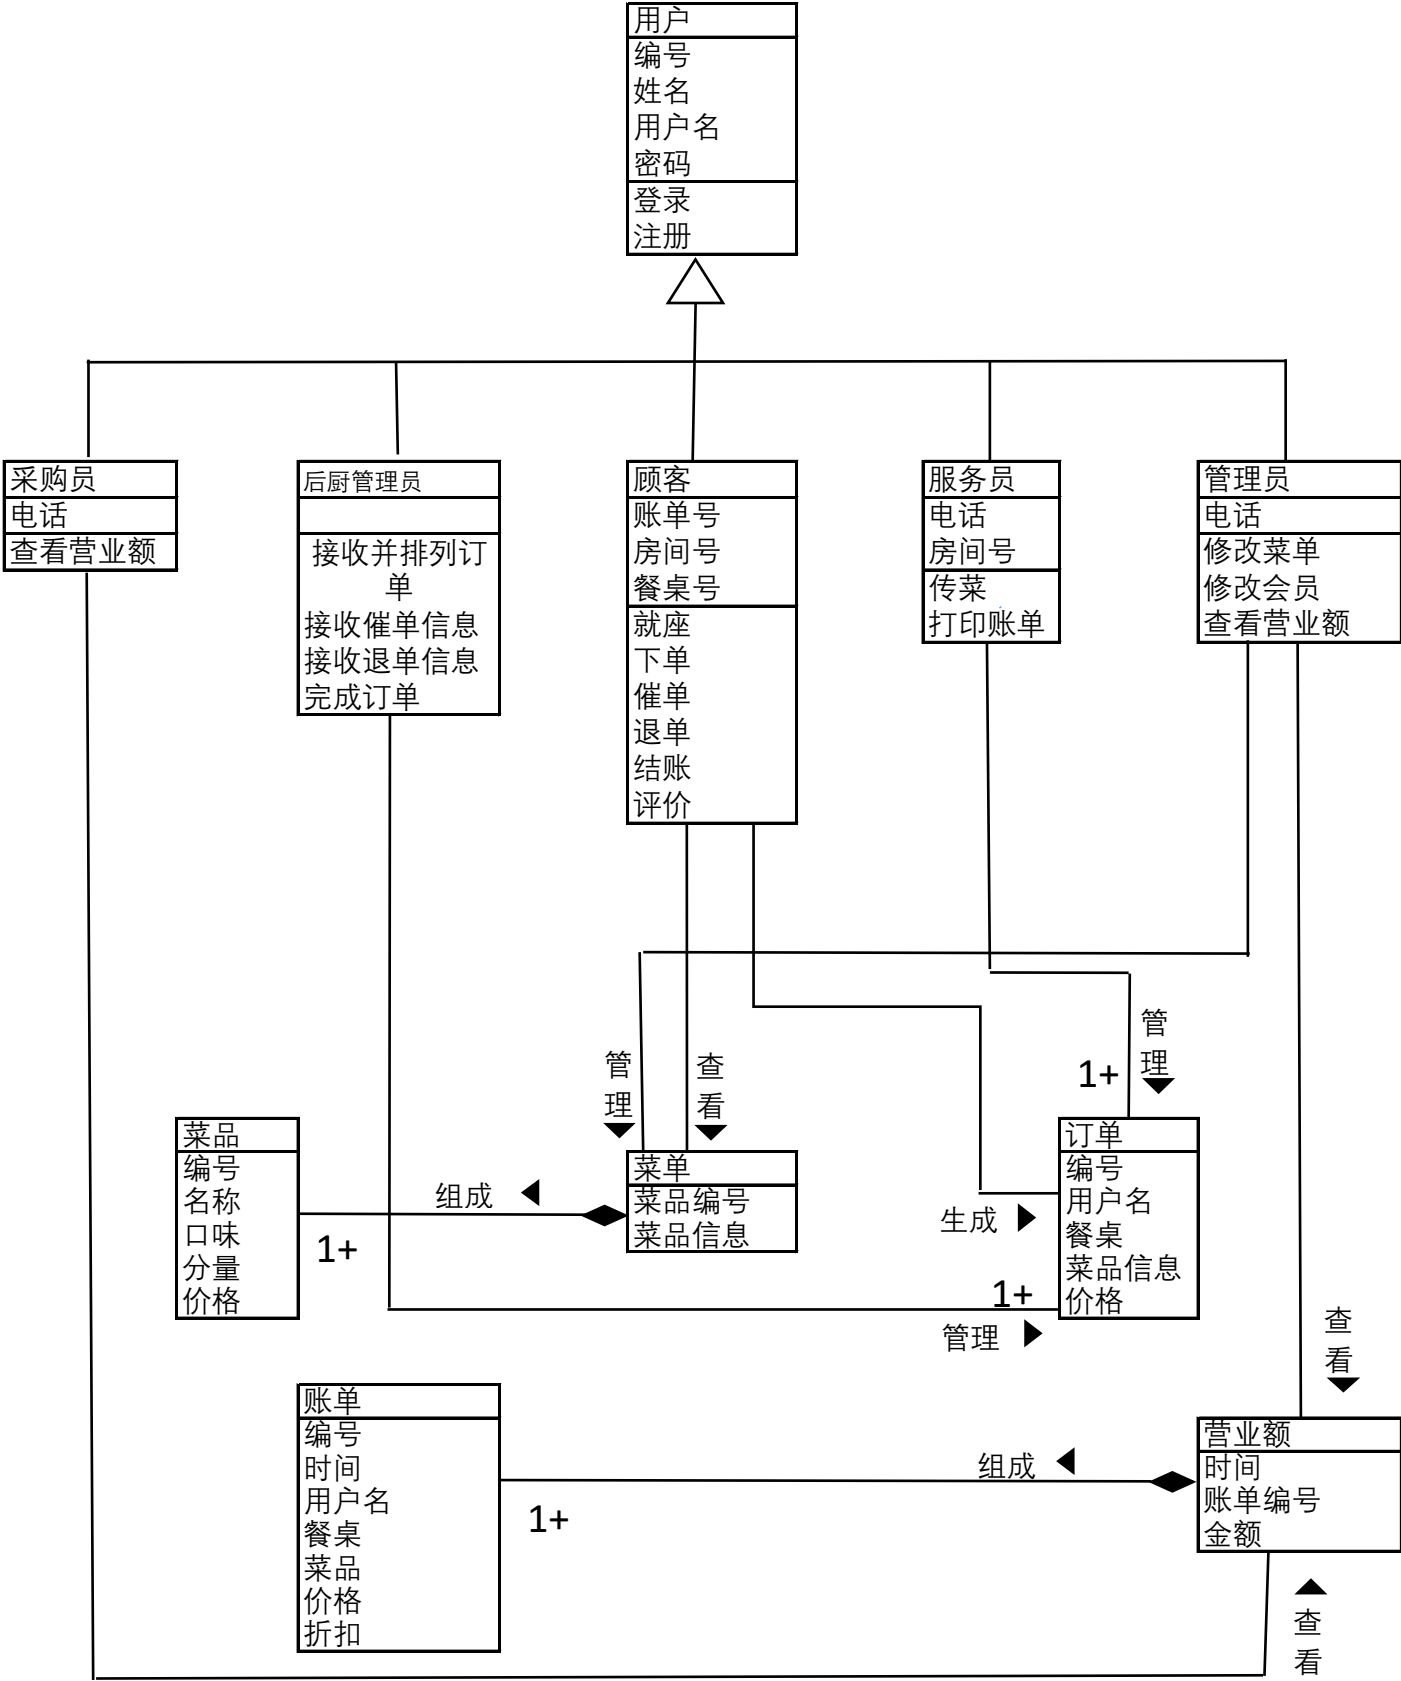 用户
编号
姓名
用户名
密码
登录
注册
采购员
电话
查看营业额
后厨管理员
接收并排列订
单
接收催单信息
接收退单信息
完成订单
顾客
账单号
房间号
餐桌号
就座
下单
催单
退单
结账
评价
服务员
电话
房间号
传菜
打印账单
管理员
电话
修改菜单
修改会员
查看营业额
管
理
查
看
管
理
1+
菜品
编号
名称
口味
分量
价格
组成
1+
菜单
菜品编号
菜品信息
生成
1+
管理
订单
编号
用户名
餐桌
菜品信息
价格
查
看
账单
编号
时间
用户名
餐桌
菜品
价格
折扣
1+
组成
营业额
时间
账单编号
金额
查
看